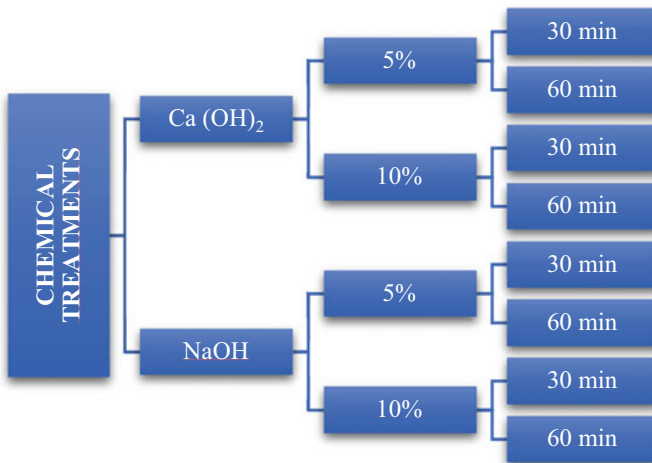 CHEMICAL
TREATMENTS
Ca (OH)₂
5%
30 min
60 min
10%
30 min
60 min
NaOH
5%
30 min
60 min
10%
30 min
60 min